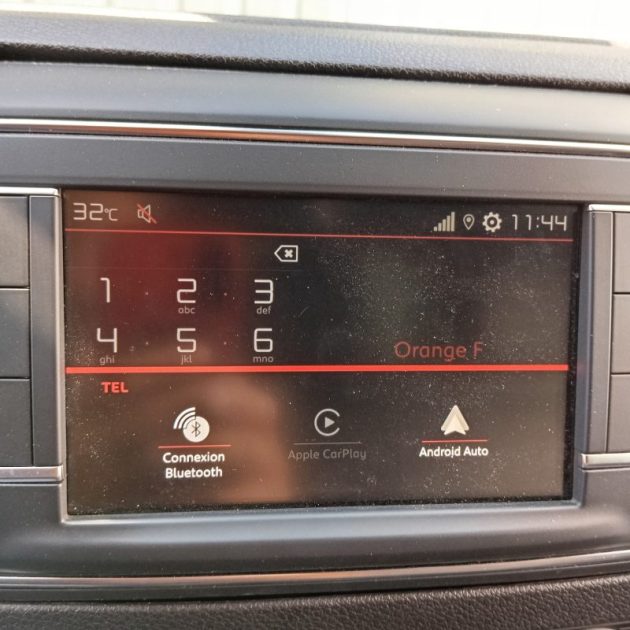 32°C 11:44
1 2 3
abc def
4 5 6
ghi jkl mno
Orange F
TEL
Connexion
Bluetooth
Apple CarPlay
Android Auto